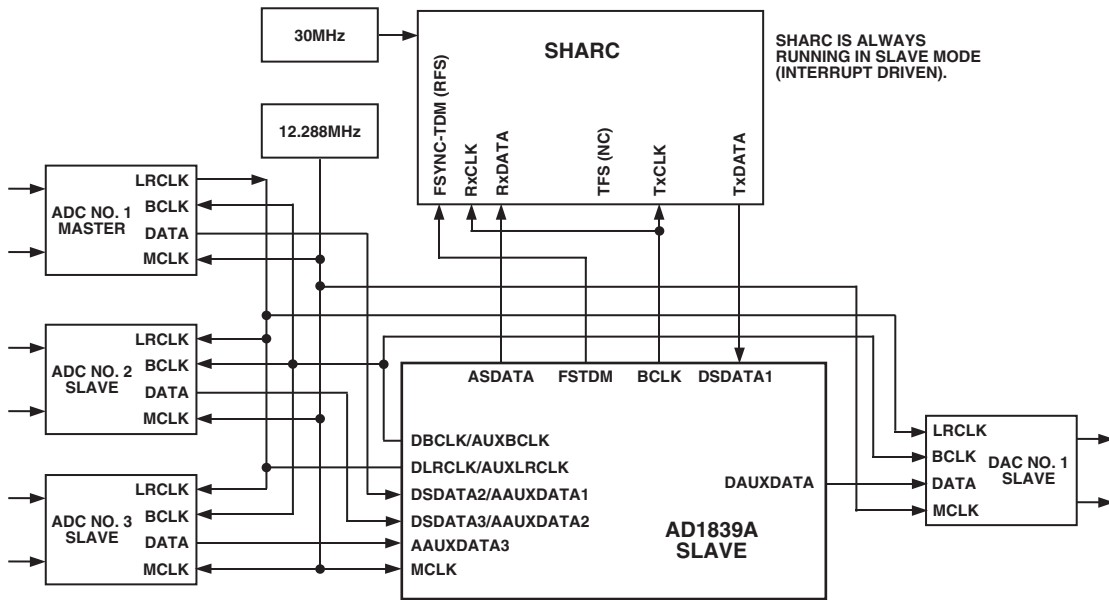 30MHz
SHARC
SHARC IS ALWAYS
RUNNING IN SLAVE MODE
(INTERRUPT DRIVEN).
12.288MHz
FSYNC-TDM (RFS)
RxCLK
RxDATA
TFS (NC)
TxCLK
TxDATA
ADC NO. 1
MASTER
LRCLK
BCLK
DATA
MCLK
ADC NO. 2
SLAVE
LRCLK
BCLK
DATA
MCLK
ADC NO. 3
SLAVE
LRCLK
BCLK
DATA
MCLK
ASDATA
FSTDM
BCLK
DSDATA1
DBCLK/AUXBCLK
DLRCLK/AUXLRCLK
DSDATA2/AAUXDATA1
DSDATA3/AAUXDATA2
AAUXDATA3
MCLK
DAUXDATA
AD1839A
SLAVE
LRCLK
BCLK
DATA
MCLK
DAC NO. 1
SLAVE